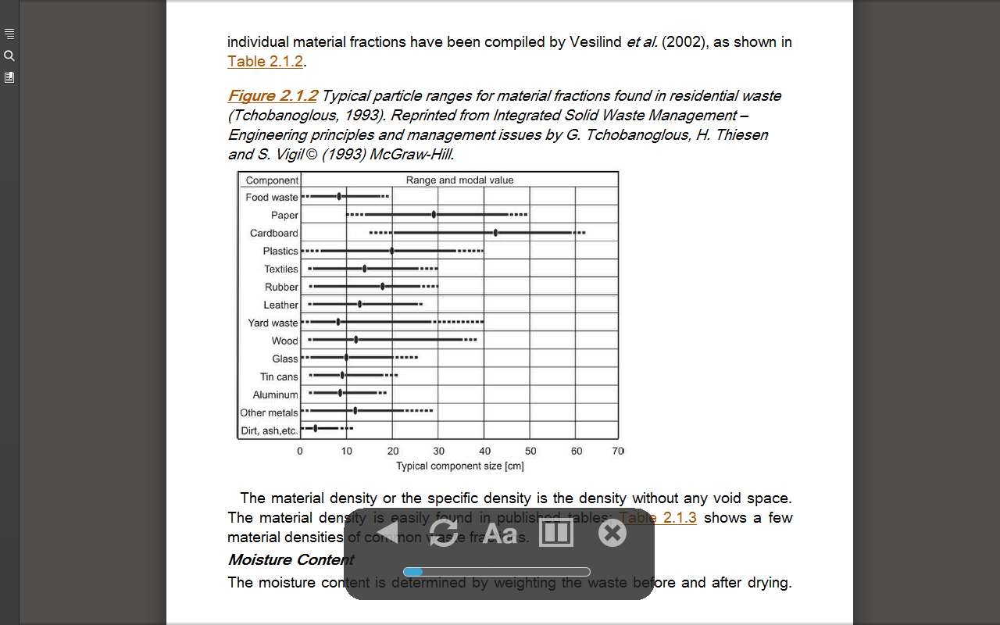 individual material fractions have been compiled by Vesilind et al. (2002), as shown in
Table 2.1.2.
Figure 2.1.2 Typical particle ranges for material fractions found in residential waste
(Tchobanoglous, 1993). Reprinted from Integrated Solid Waste Management –
Engineering principles and management issues by G. Tchobanoglous, H. Thiesen
and S. Vigil © (1993) McGraw-Hill.
Component Range and modal value
Food waste
Paper
Cardboard
Plastics
Textiles
Rubber
Leather
Yard waste
Wood
Glass
Tin cans
Aluminum
Other metals
Dirt, ash,etc.
0 10 20 30 40 50 60 70
Typical component size [cm]
The material density or the specific density is the density without any void space.
The material density is easily found in published tables; Table 2.1.3 shows a few
material densities of common waste fractions.
Aa
Moisture Content
The moisture content is determined by weighting the waste before and after drying.